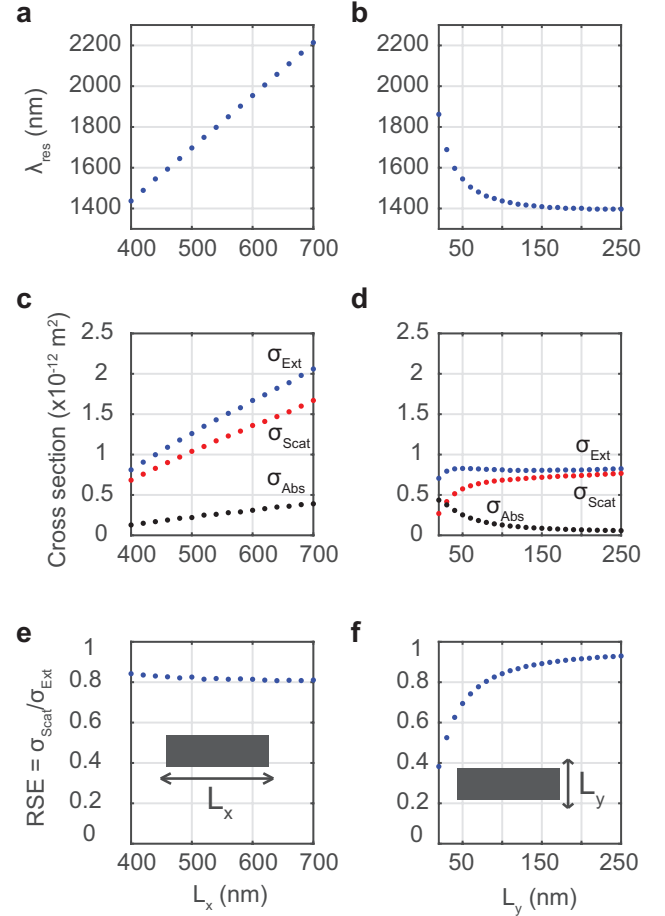 a
b
2200
2000
1800
1600
1400
λres (nm)
400 500 600 700
2200
2000
1800
1600
1400
50 150 250
c
d
Cross section (x10-12 m2)
2.5
2
1.5
1
0.5
0
σExt
σScat
σAbs
400 500 600 700
2.5
2
1.5
1
0.5
0
σExt
σAbs
σScat
50 150 250
e
f
RSE = σScat/σExt
1
0.8
0.6
0.4
0.2
0
Lx
400 500 600 700
Lx (nm)
1
0.8
0.6
0.4
0.2
0
Ly
50 150 250
Ly (nm)